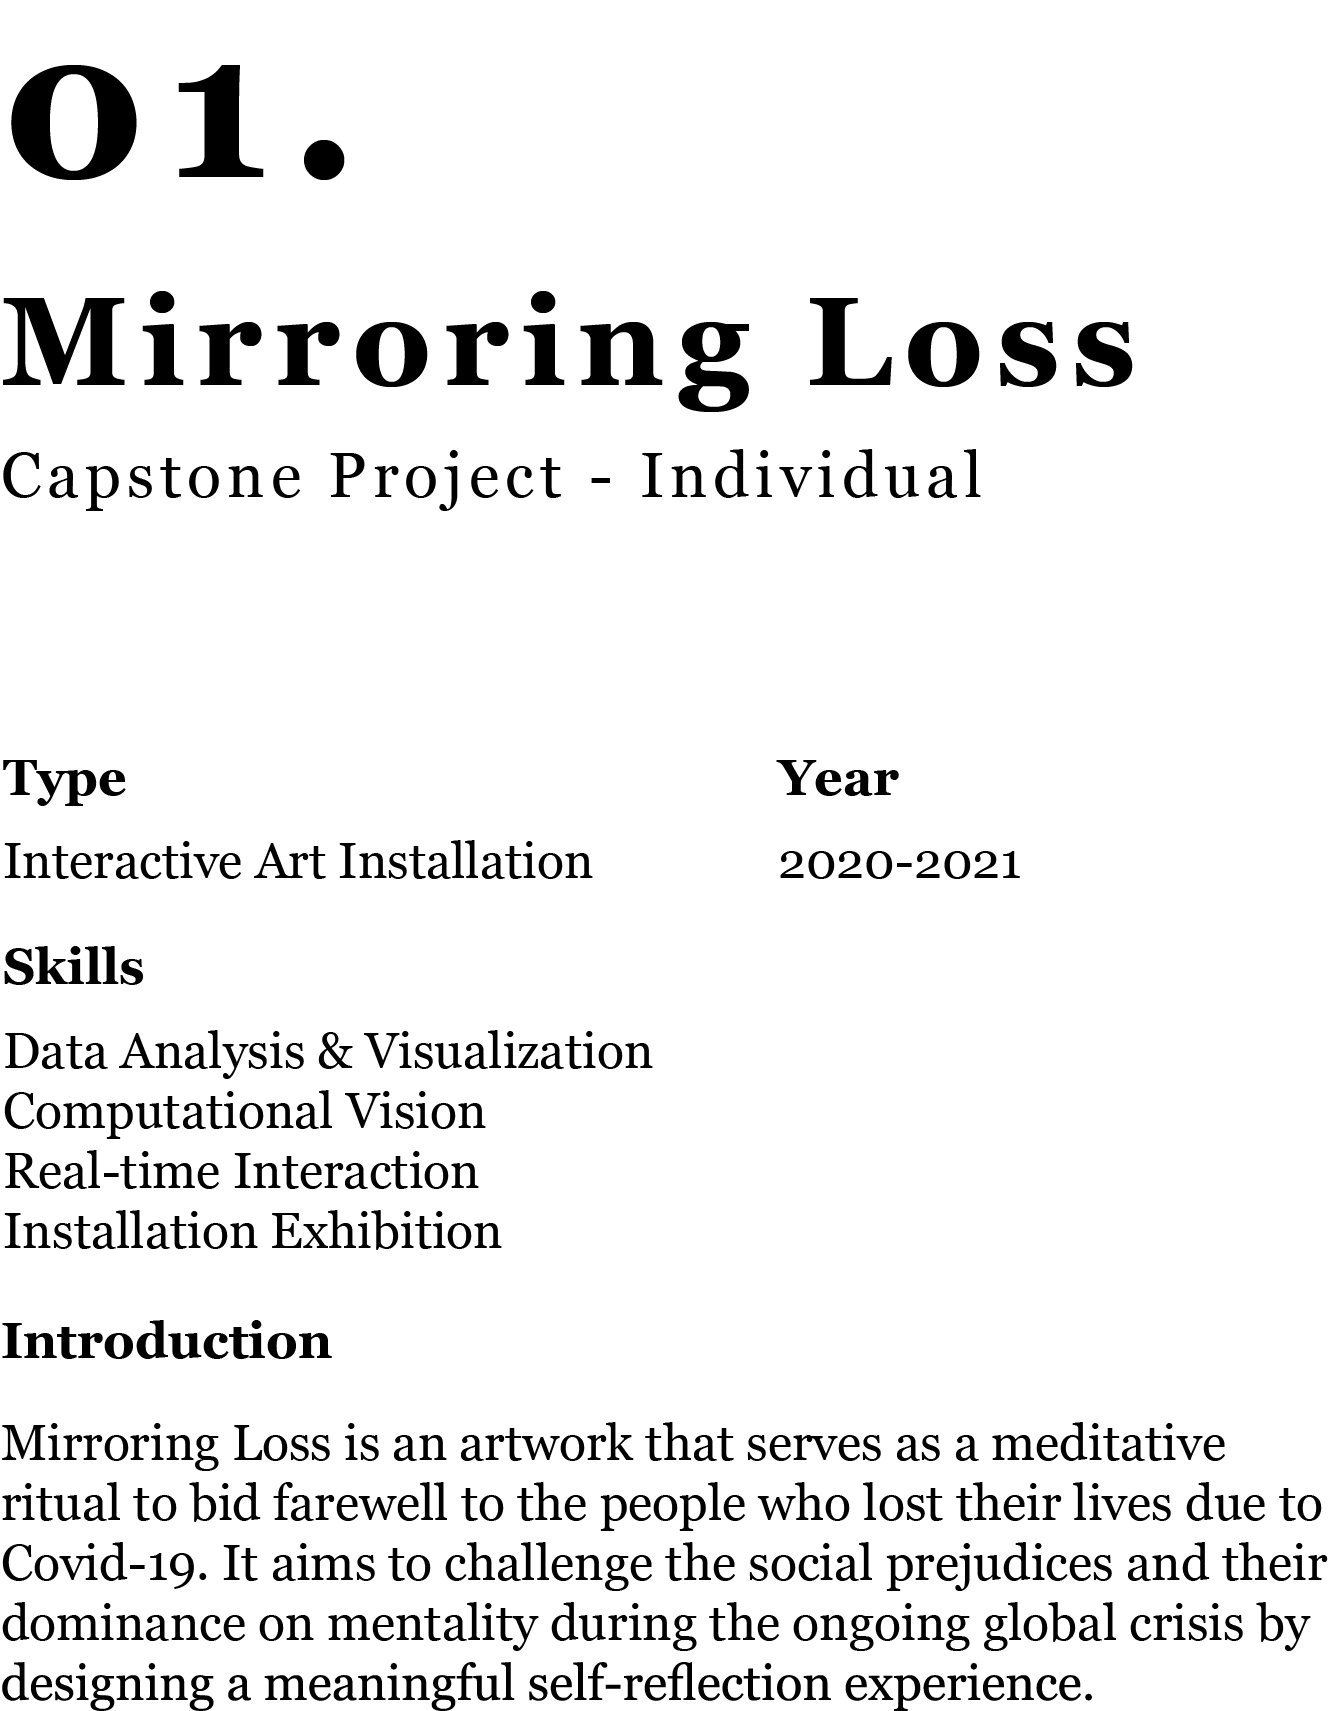 01.
Mirroring Loss
Capstone Project - Individual
Type
Year
Interactive Art Installation
2020-2021
Skills
Data Analysis & Visualization
Computational Vision
Real-time Interaction
Installation Exhibition
Introduction
Mirroring Loss is an artwork that serves as a meditative
ritual to bid farewell to the people who lost their lives due to
Covid-19. It aims to challenge the social prejudices and their
dominance on mentality during the ongoing global crisis by
designing a meaningful self-reflection experience.